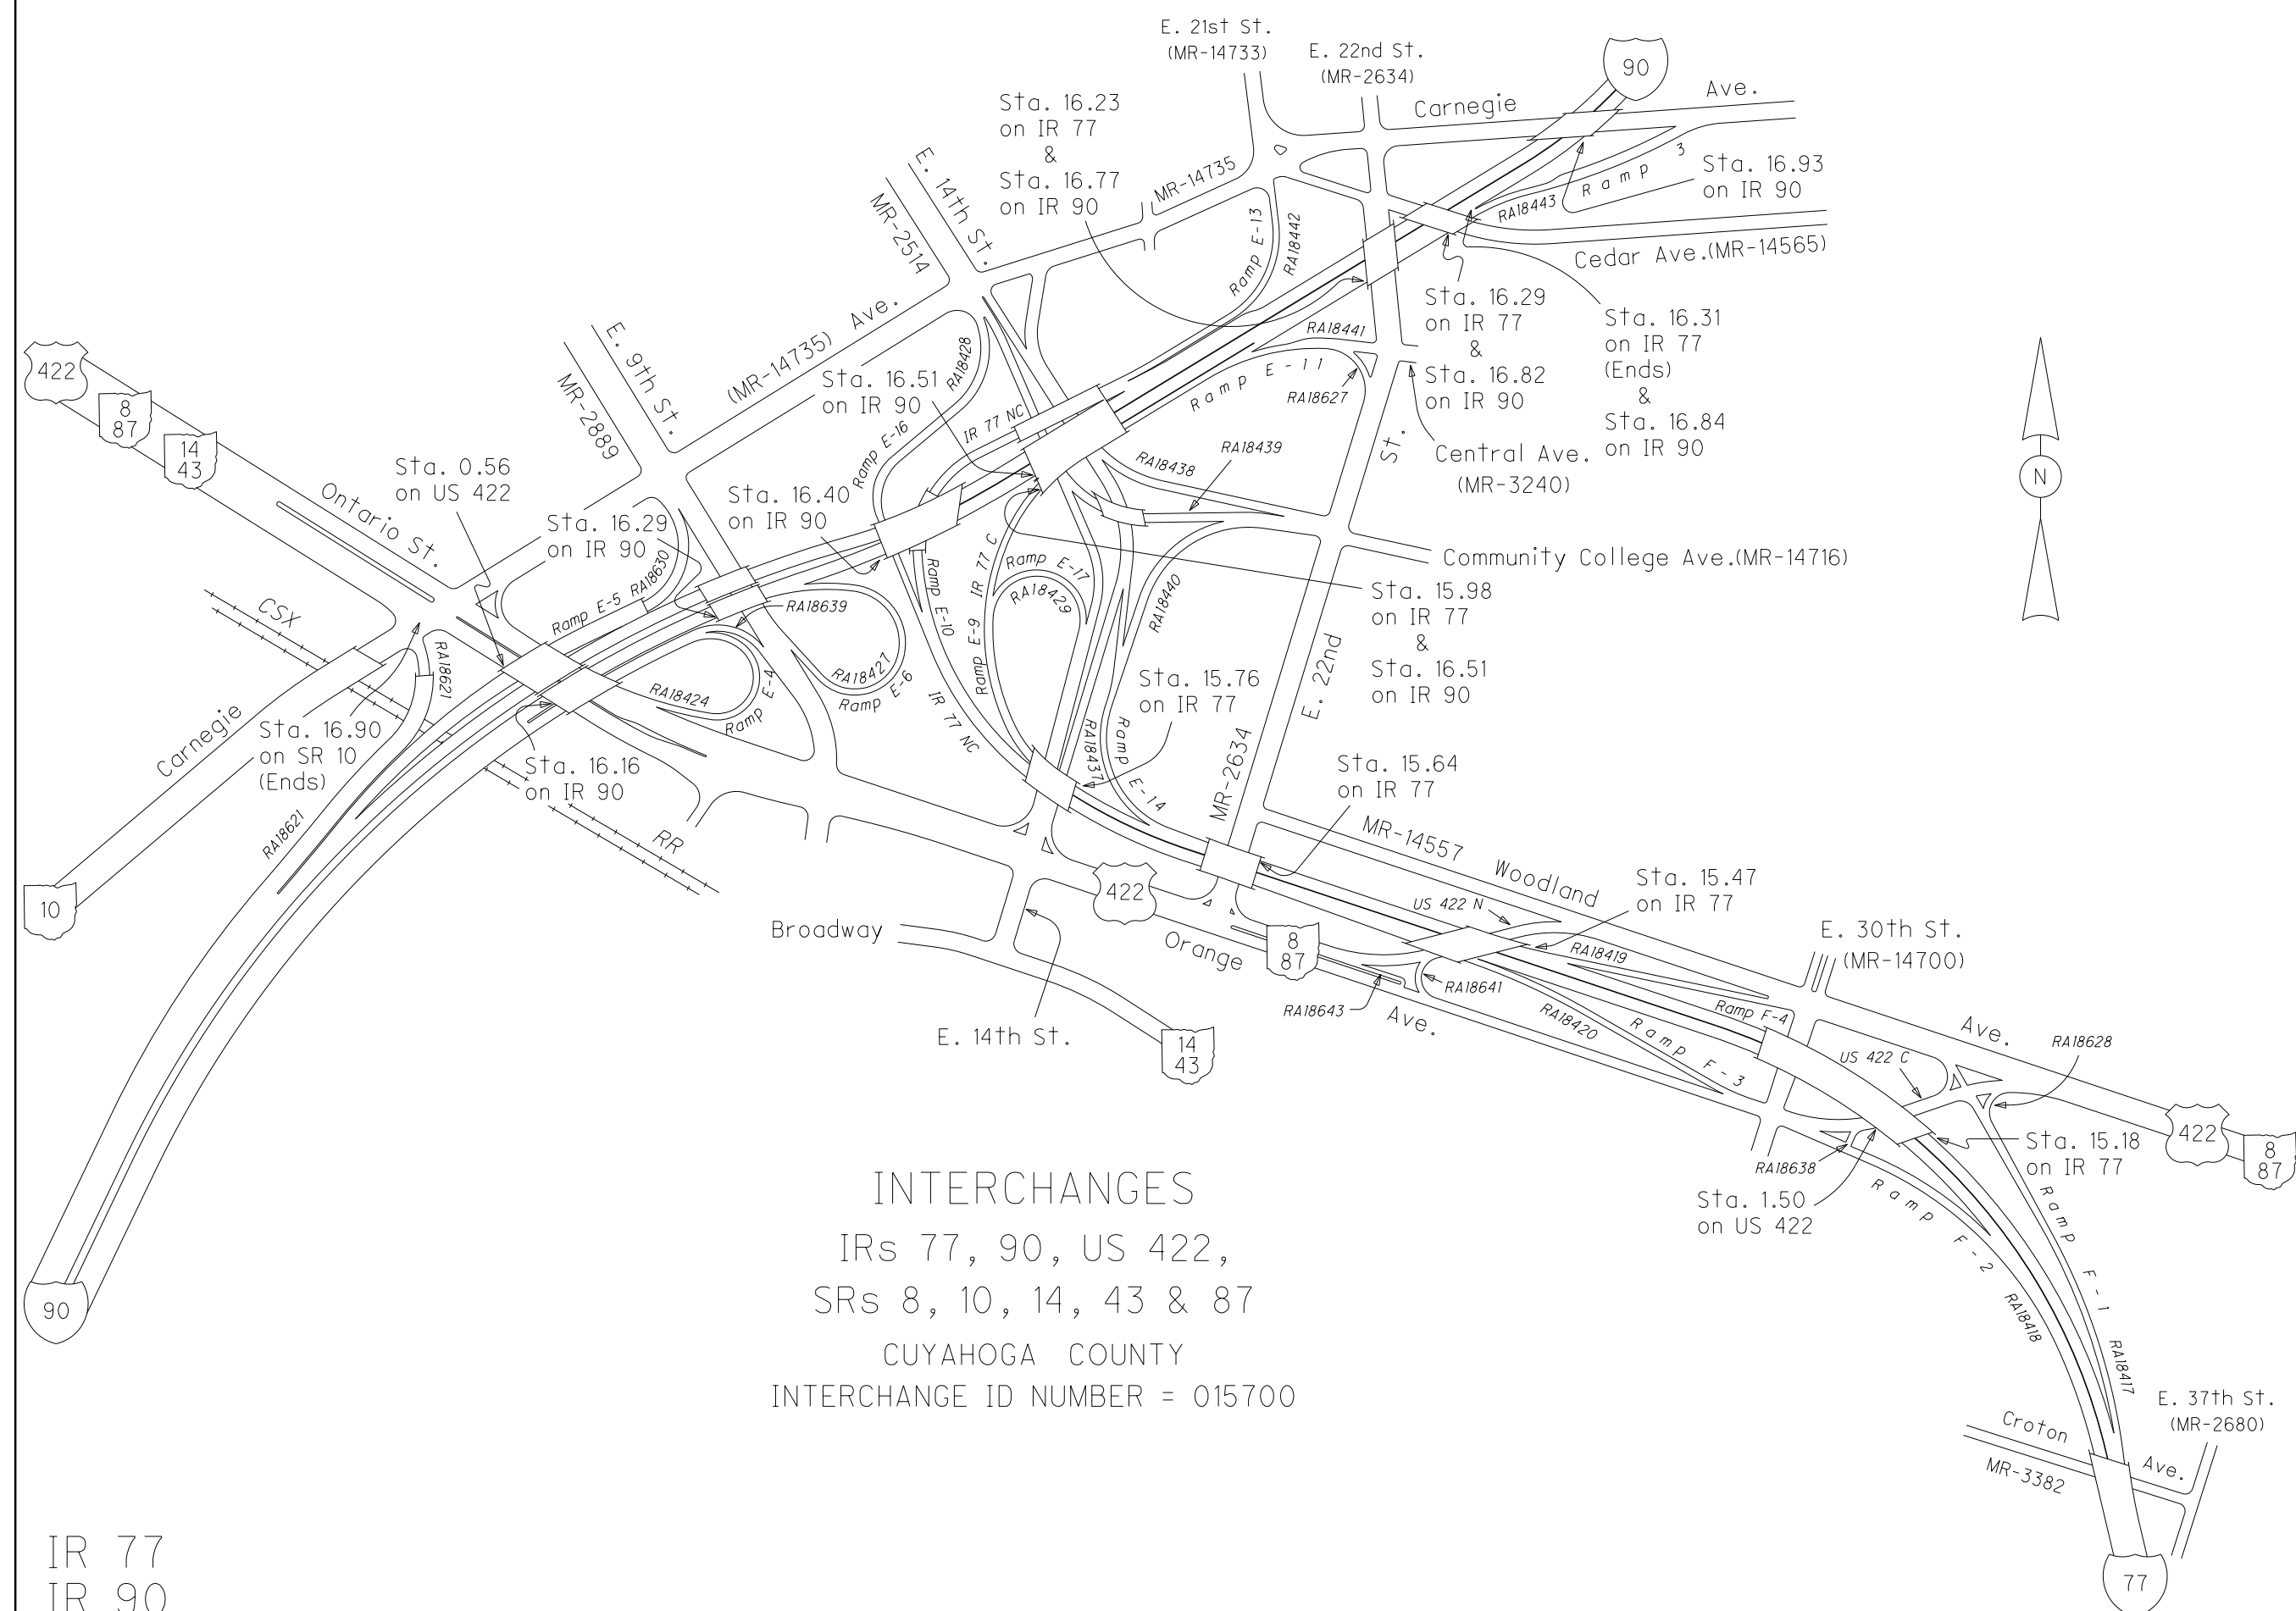 E. 21st St.
(MR-14733)
E. 22nd St.
(MR-2634)
90
Carnegie Ave.
Sta. 16.23
on IR 77
&
Sta. 16.77
on IR 90
E. 14th St.
MR-2514
MR-14735
Ramp E-13
RA18442
Ramp 3
RA18443
Sta. 16.93
on IR 90
Cedar Ave.(MR-14565)
Sta. 16.29
on IR 77
&
Sta. 16.82
on IR 90
Sta. 16.31
on IR 77
(Ends)
&
Sta. 16.84
on IR 90
RA18441
Ramp E-11
RA18627
Central Ave.
(MR-3240)
N
422
8
87
14
43
Ontario St.
E. 9th St.
MR-2889
(MR-14735) Ave.
Sta. 16.51
on IR 90
RA18428
Ramp E-16
IR 77 NC
Sta. 0.56
on US 422
Sta. 16.29
on IR 90
Sta. 16.40
on IR 90
RA18438
RA18439
Community College Ave.(MR-14716)
E. 22nd St.
MR-2634
Sta. 15.98
on IR 77
&
Sta. 16.51
on IR 90
CSX
RR
Ramp E-5 RA18630
RA18639
Ramp E-10
IR 77 C
Ramp E-9
Ramp E-17
RA18429
RA18440
RA18621
RA18424
Ramp E-4
RA18427
Ramp E-6
IR 77 NC
RA18437
Ramp E-14
Sta. 15.76
on IR 77
Carnegie
Sta. 16.90
on SR 10
(Ends)
Sta. 16.16
on IR 90
RA18621
10
Sta. 15.64
on IR 77
MR-14557
Woodland Ave.
Sta. 15.47
on IR 77
US 422 N
422
8
87
Broadway
Orange Ave.
E. 14th St.
14
43
RA18643
RA18641
RA18419
RA18420
Ramp F-4
Ramp F-3
E. 30th St.
(MR-14700)
US 422 C
RA18628
422
8
87
RA18638
Sta. 15.18
on IR 77
Sta. 1.50
on US 422
Ramp F-2
RA18418
Ramp F-1
RA18417
90
INTERCHANGES
IRs 77, 90, US 422,
SRs 8, 10, 14, 43 & 87
CUYAHOGA COUNTY
INTERCHANGE ID NUMBER = 015700
E. 37th St.
(MR-2680)
Croton Ave.
MR-3382
77
IR 77
IR 90